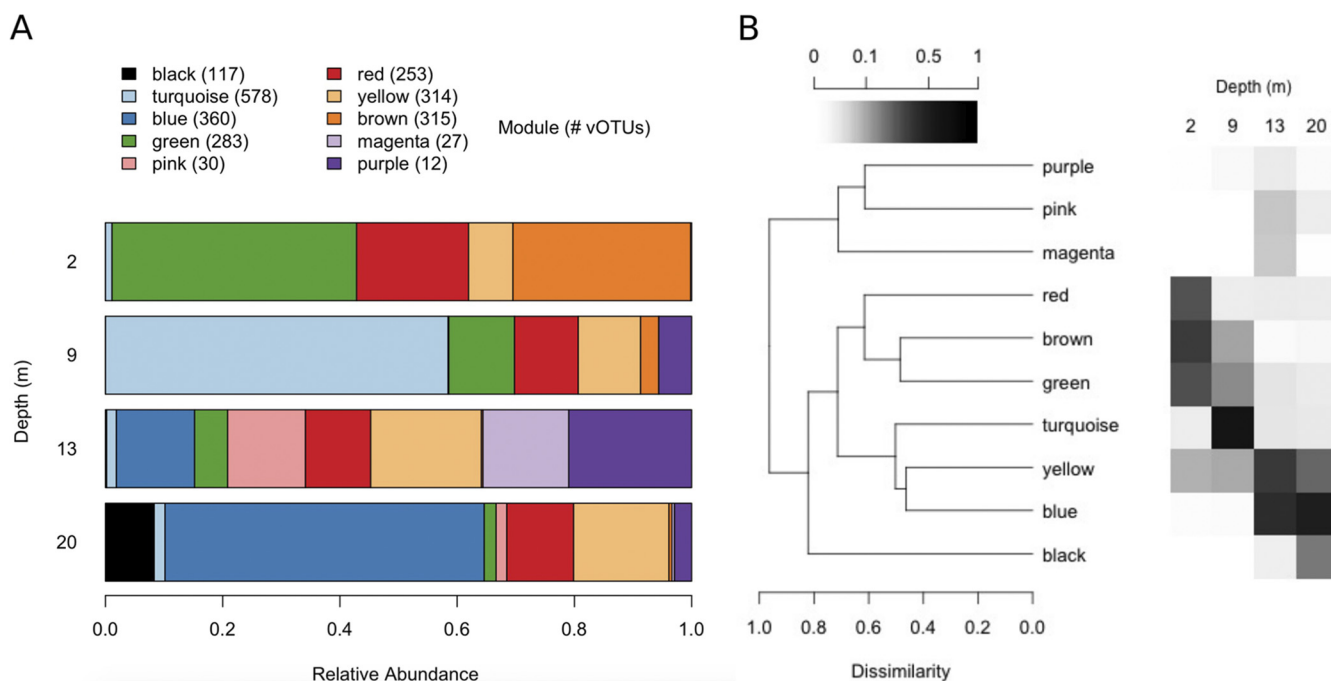 A
black (117)
turquoise (578)
blue (360)
green (283)
pink (30)
red (253)
yellow (314)
brown (315)
magenta (27)
purple (12)
Module (# vOTUs)
Depth (m)
2
9
13
20
0.0 0.2 0.4 0.6 0.8 1.0
Relative Abundance
B
0 0.1 0.5 1
Depth (m)
2 9 13 20
purple
pink
magenta
red
brown
green
turquoise
yellow
blue
black
1.0 0.8 0.6 0.4 0.2 0.0
Dissimilarity